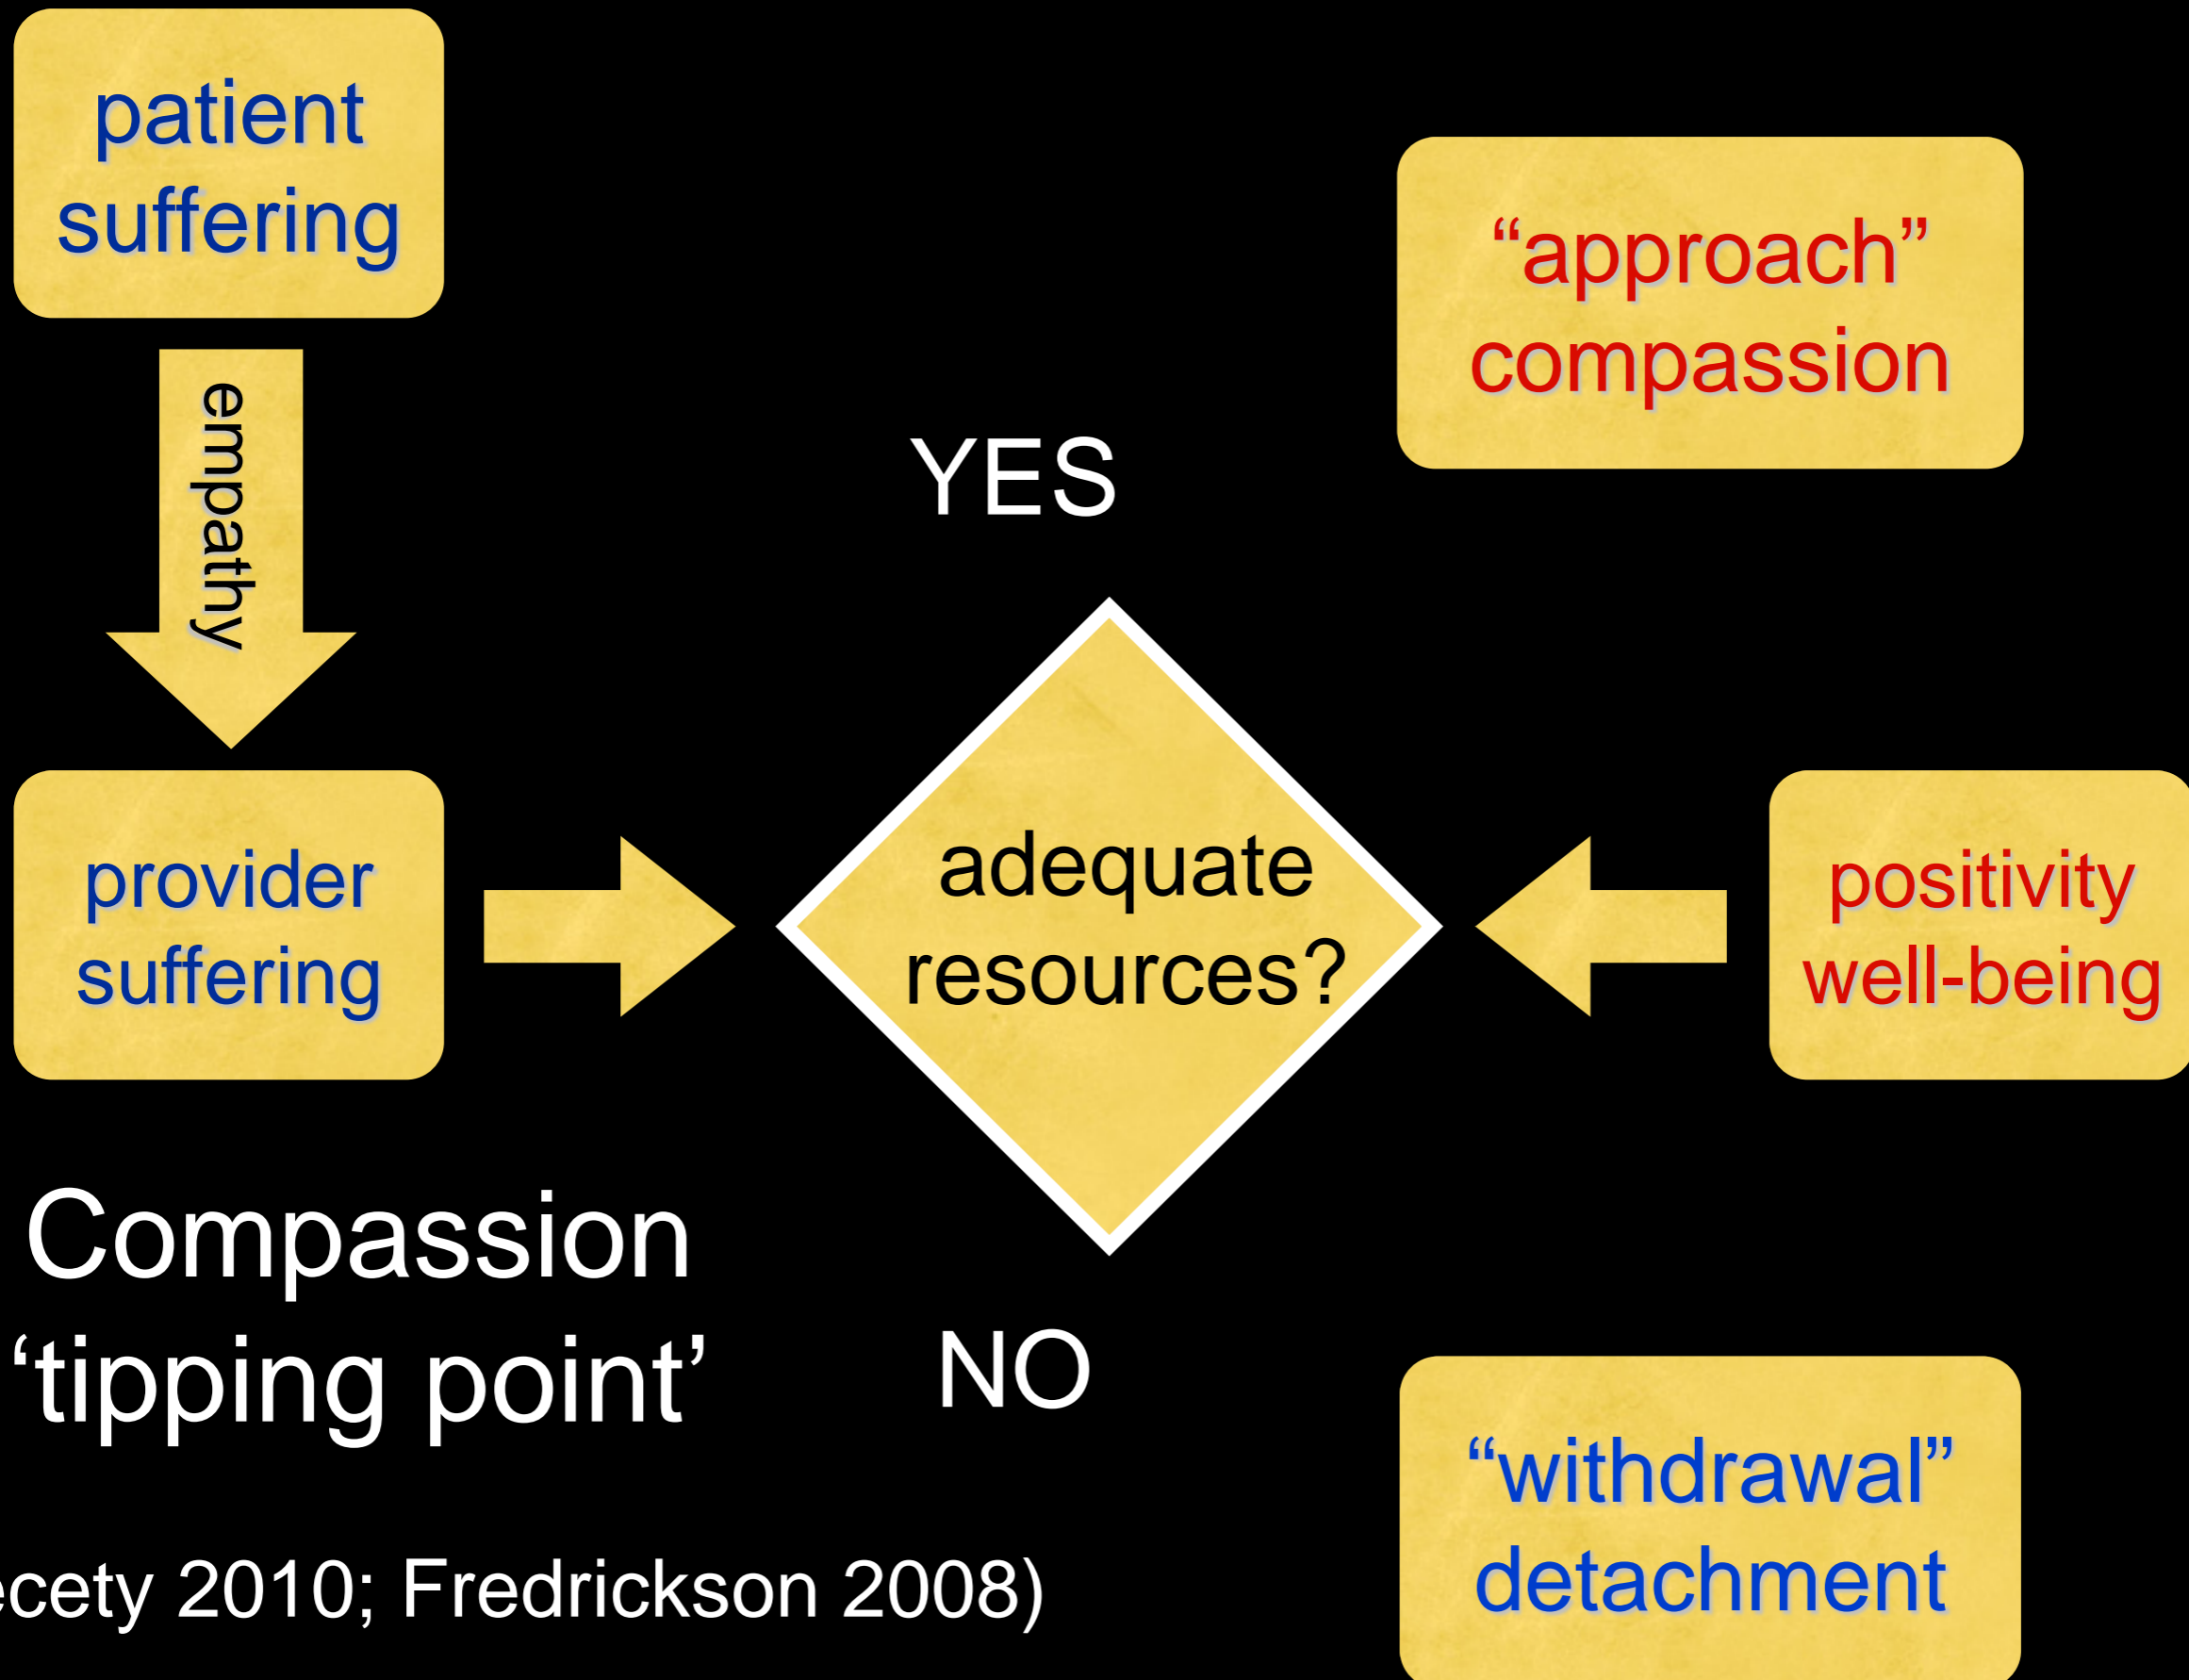 patient
suffering
empathy
provider
suffering
YES
“approach”
compassion
adequate
resources?
positivity
well-being
Compassion
‘tipping point’
NO
“withdrawal”
detachment
2010; Fredrickson 2008)